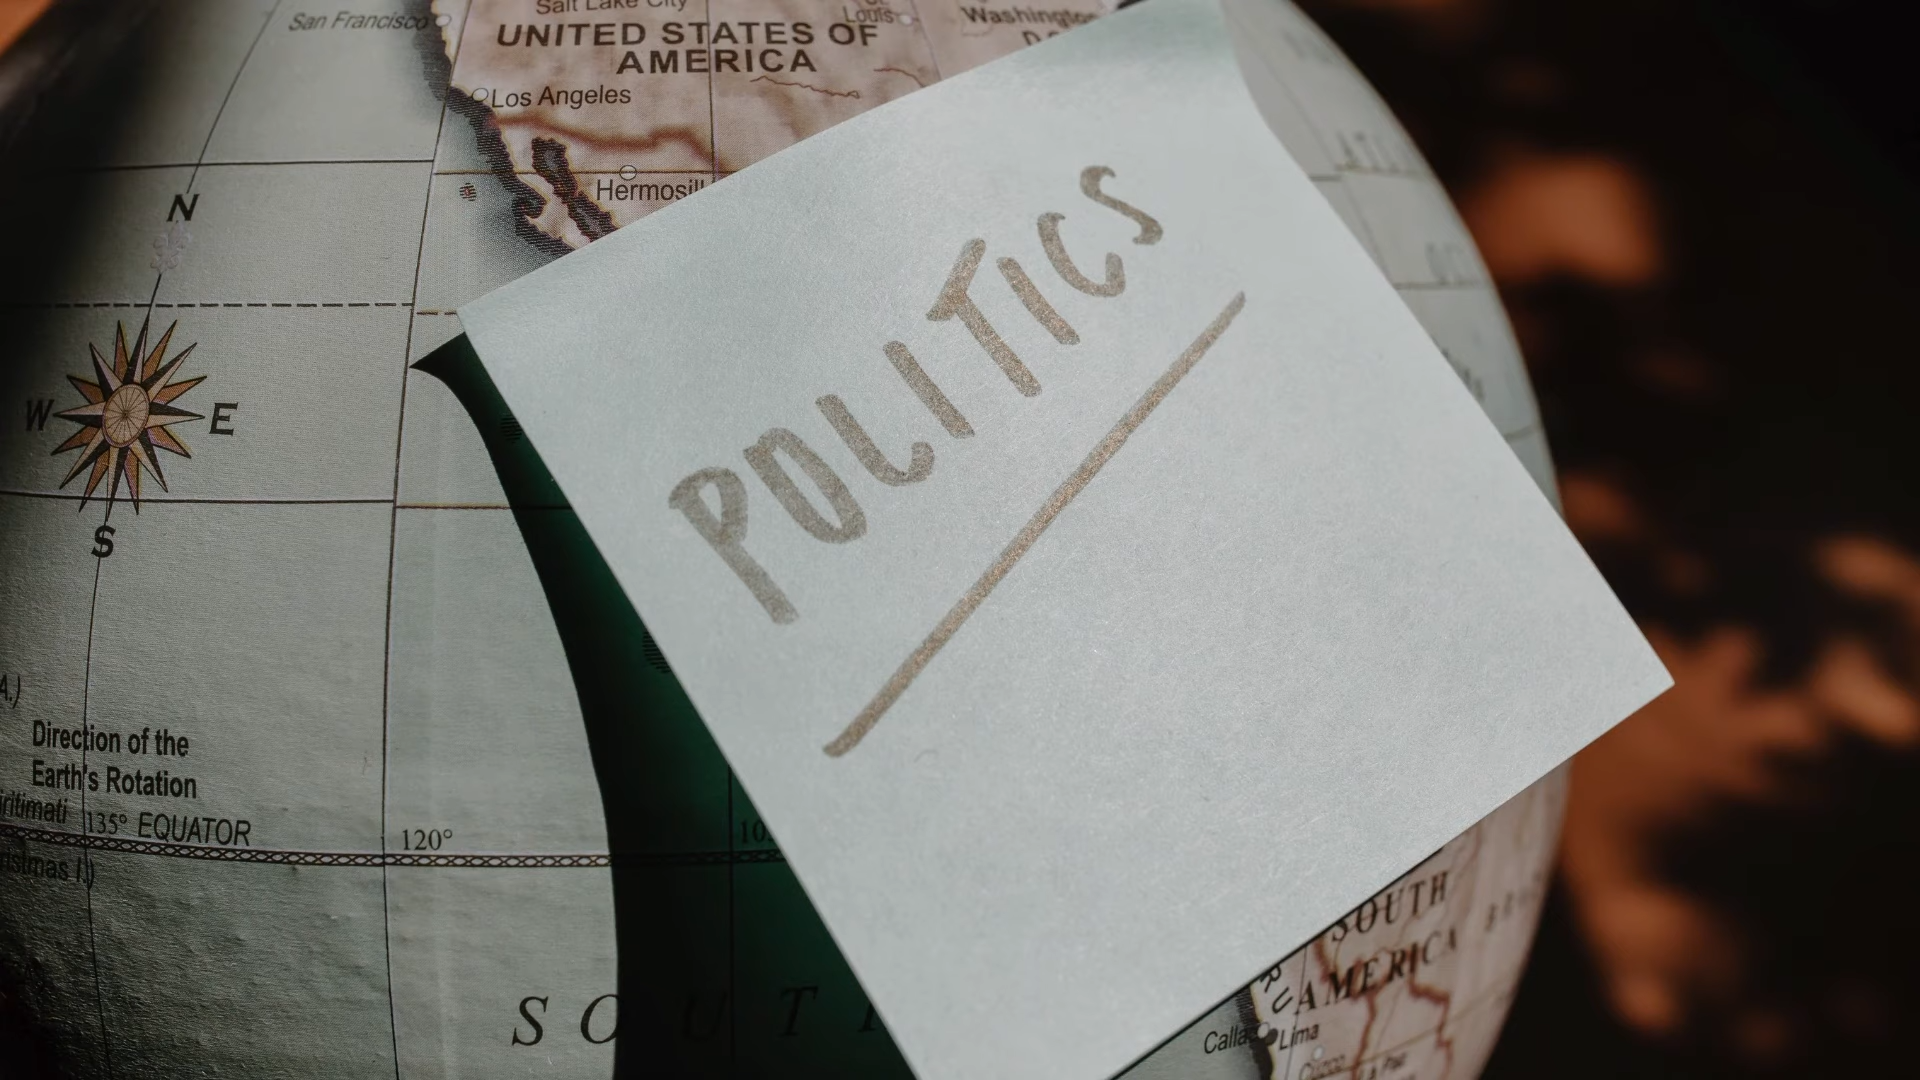 San Francisco
Salt Lake City
Louis
Washington
UNITED STATES OF
AMERICA
Los Angeles
Hermosill
N
W
E
S
POLITICS
Direction of the
Earth's Rotation
135° EQUATOR
120°
SOUT
SOUTH
AMERICA
Lima